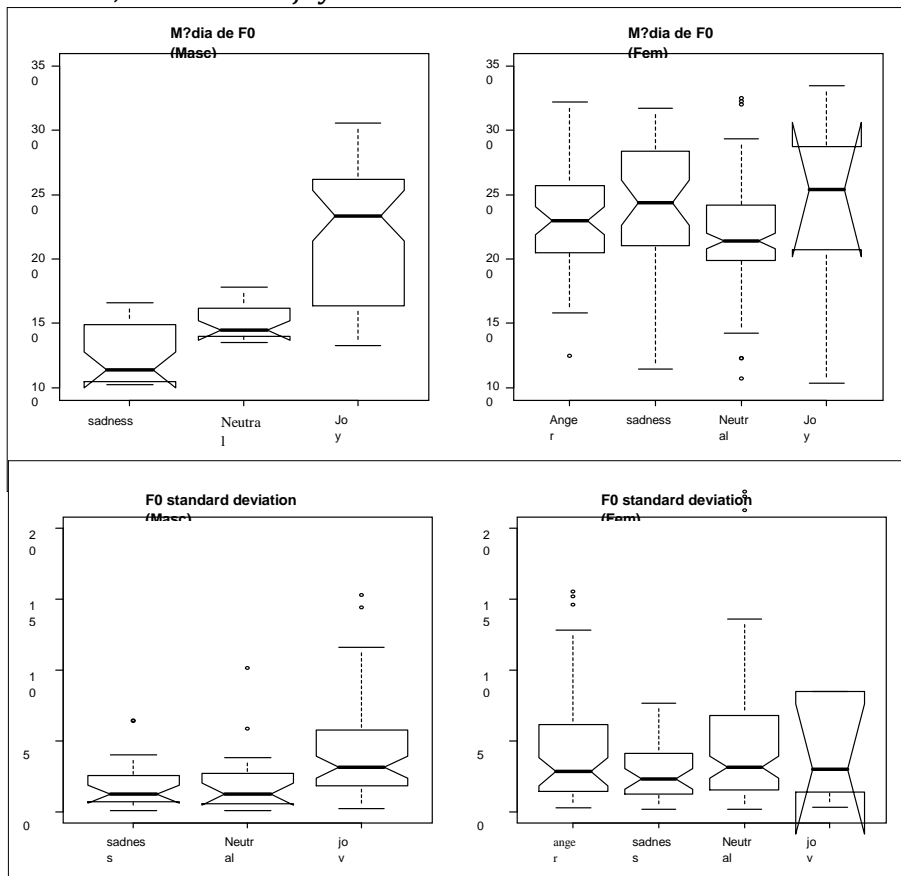 M?dia de F0
(Masc)
35
0
30
0
25
0
20
0
15
0
10
0
sadness
Neutra
l
Jo
y
M?dia de F0
(Fem)
35
0
30
0
25
0
20
0
15
0
10
0
Ange
r
sadness
Neutr
al
Jo
y
F0 standard deviation
(Masc)
2
0
1
5
1
0
5
0
sadnes
s
Neutr
al
jo
y
F0 standard deviation
(Fem)
2
0
1
5
1
0
5
0
ange
r
sadnes
s
Neutr
al
jo
y